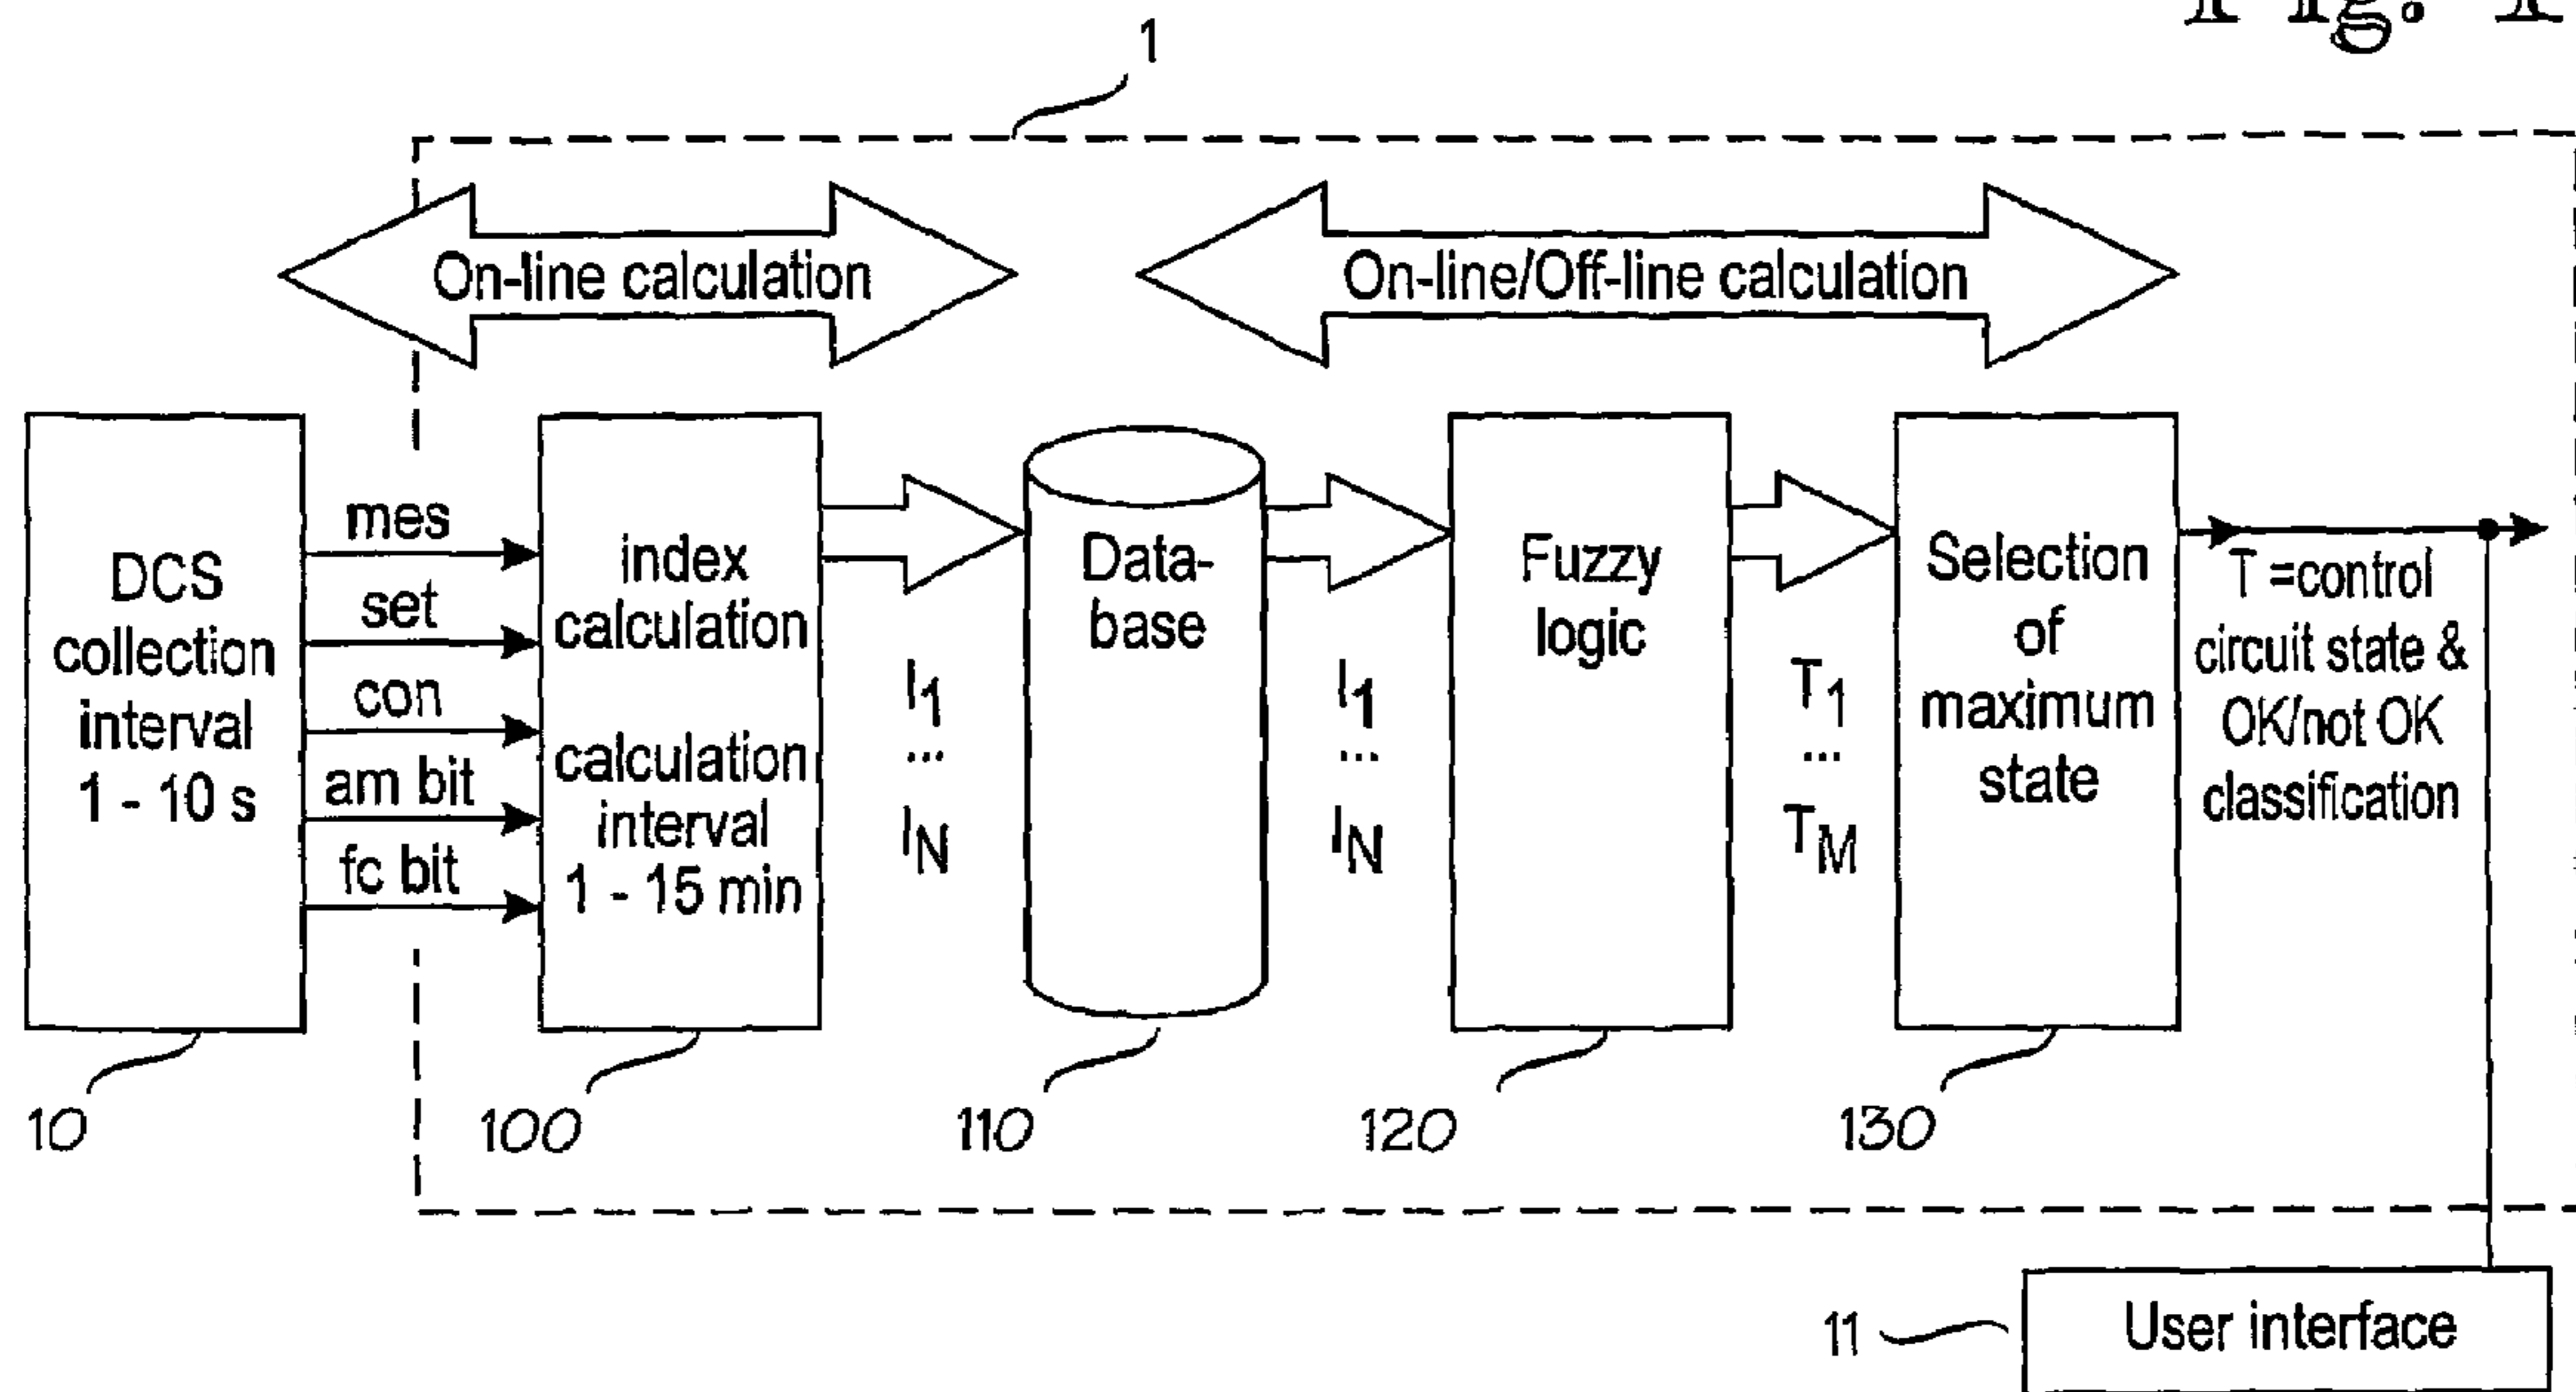 Fig. 1
1
On-line calculation
On-line/Off-line calculation
DCS
collection
interval
1 - 10 s
mes
set
con
am bit
fc bit
index
calculation
calculation
interval
1 - 15 min
I1
...
IN
Data-
base
I1
...
IN
Fuzzy
logic
T1
...
TM
Selection
of
maximum
state
T =control
circuit state &
OK/not OK
classification
10
100
110
120
130
11
User interface